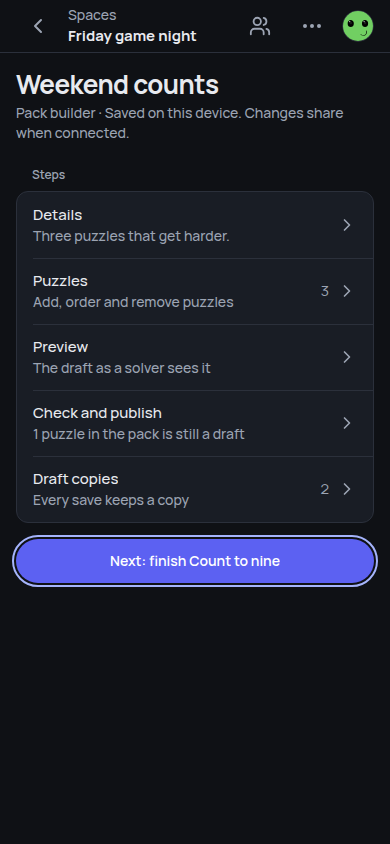 Spaces
Friday game night
Weekend counts
Pack builder · Saved on this device. Changes share
when connected.
Steps
Details
Three puzzles that get harder.
Puzzles
Add, order and remove puzzles
3
Preview
The draft as a solver sees it
Check and publish
1 puzzle in the pack is still a draft
Draft copies
Every save keeps a copy
2
Next: finish Count to nine